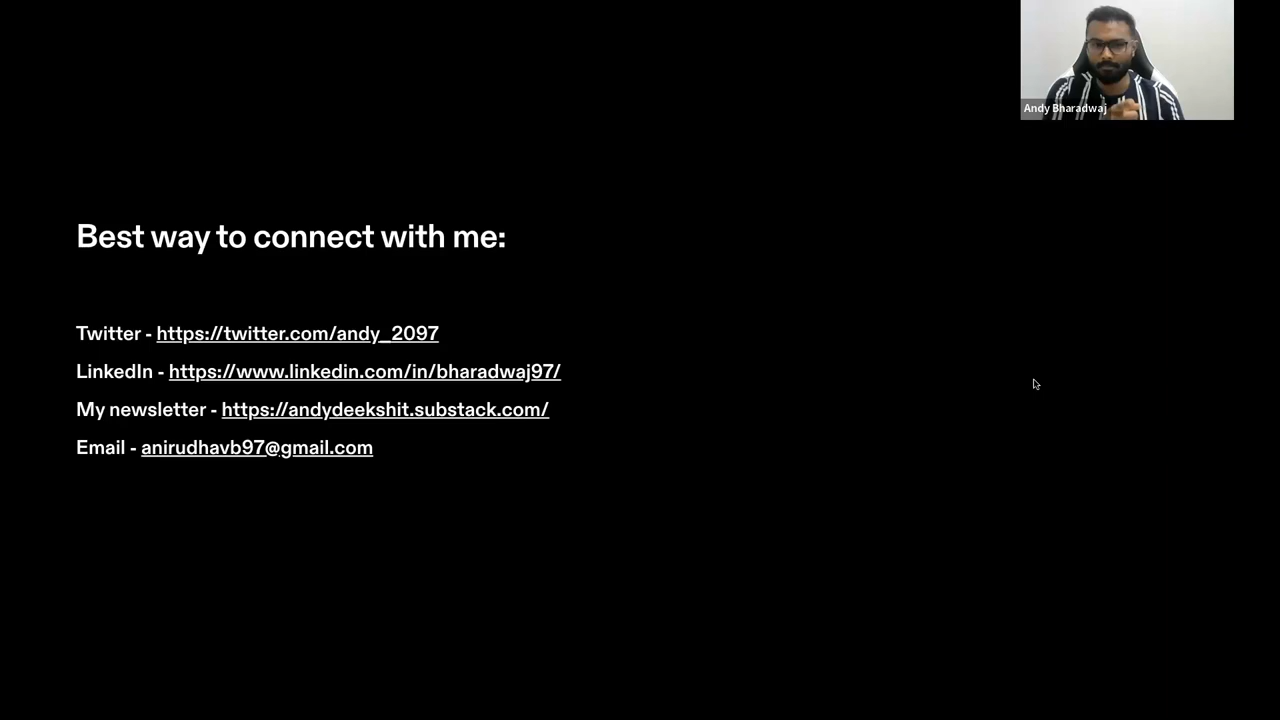 Andy Bharadwaj
Best way to connect with me:
Twitter - https://twitter.com/andy_2097
LinkedIn - https://www.linkedin.com/in/bharadwaj97/
My newsletter - https://andydeekshit.substack.com/
Email - anirudhavb97@gmail.com